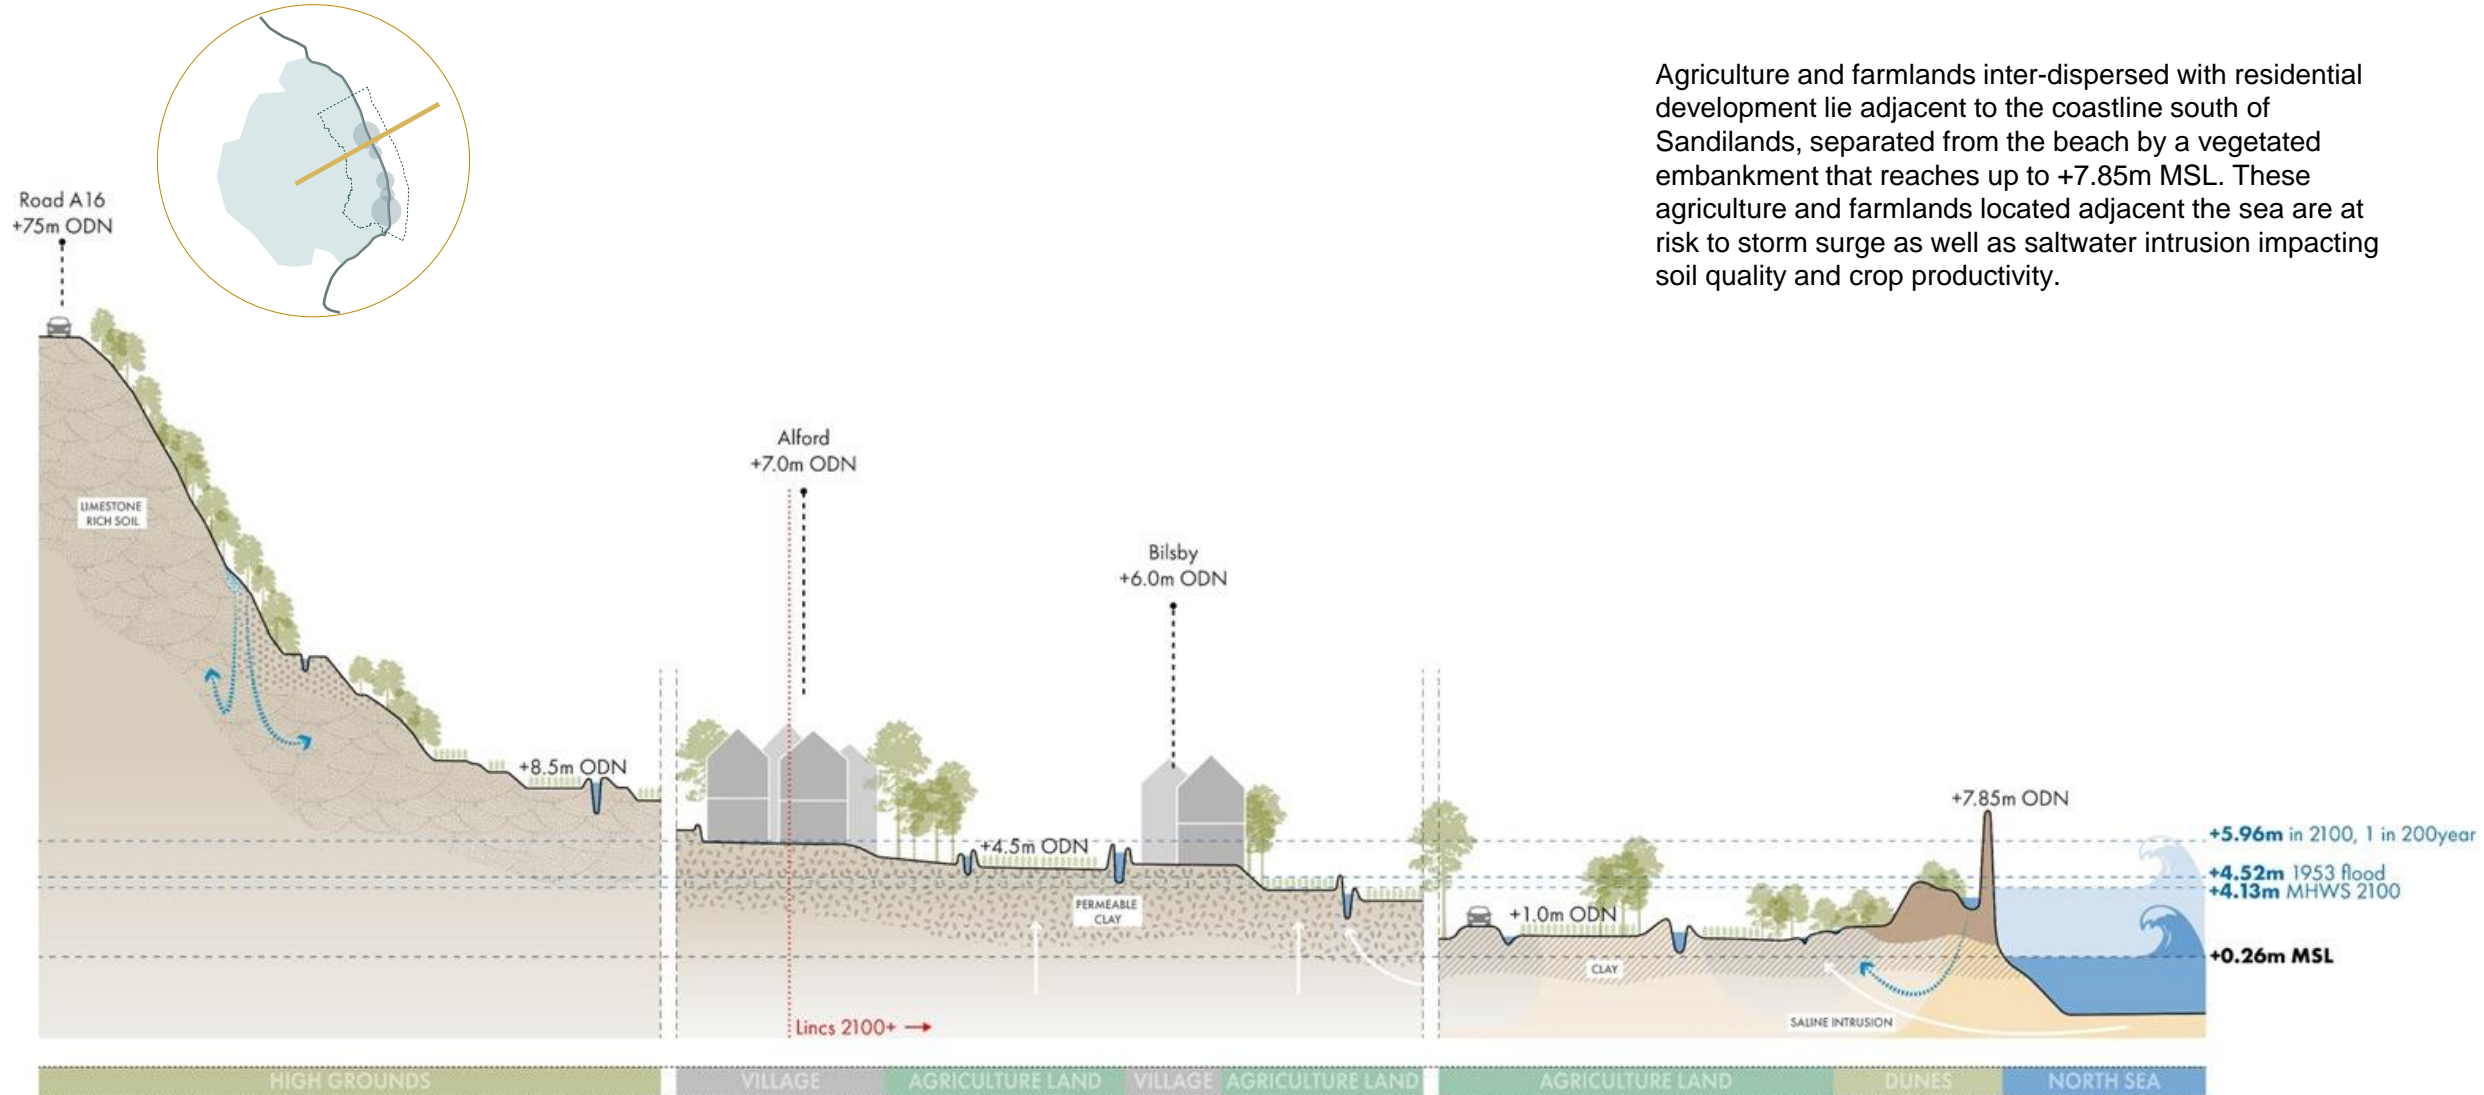 Agriculture and farmlands inter-dispersed with residential
development lie adjacent to the coastline south of
Sandilands, separated from the beach by a vegetated
embankment that reaches up to +7.85m MSL. These
agriculture and farmlands located adjacent the sea are at
risk to storm surge as well as saltwater intrusion impacting
soil quality and crop productivity.
Road A16
+75m ODN
LIMESTONE
RICH SOIL
+8.5m ODN
Alford
+7.0m ODN
Bilsby
+6.0m ODN
+4.5m ODN
PERMEABLE
CLAY
Lincs 2100+
+1.0m ODN
CLAY
SALINE INTRUSION
+7.85m ODN
+5.96m in 2100, 1 in 200year
+4.52m 1953 flood
+4.13m MHWS 2100
+0.26m MSL
HIGH GROUNDS
VILLAGE
AGRICULTURE LAND
VILLAGE
AGRICULTURE LAND
AGRICULTURE LAND
DUNES
NORTH SEA